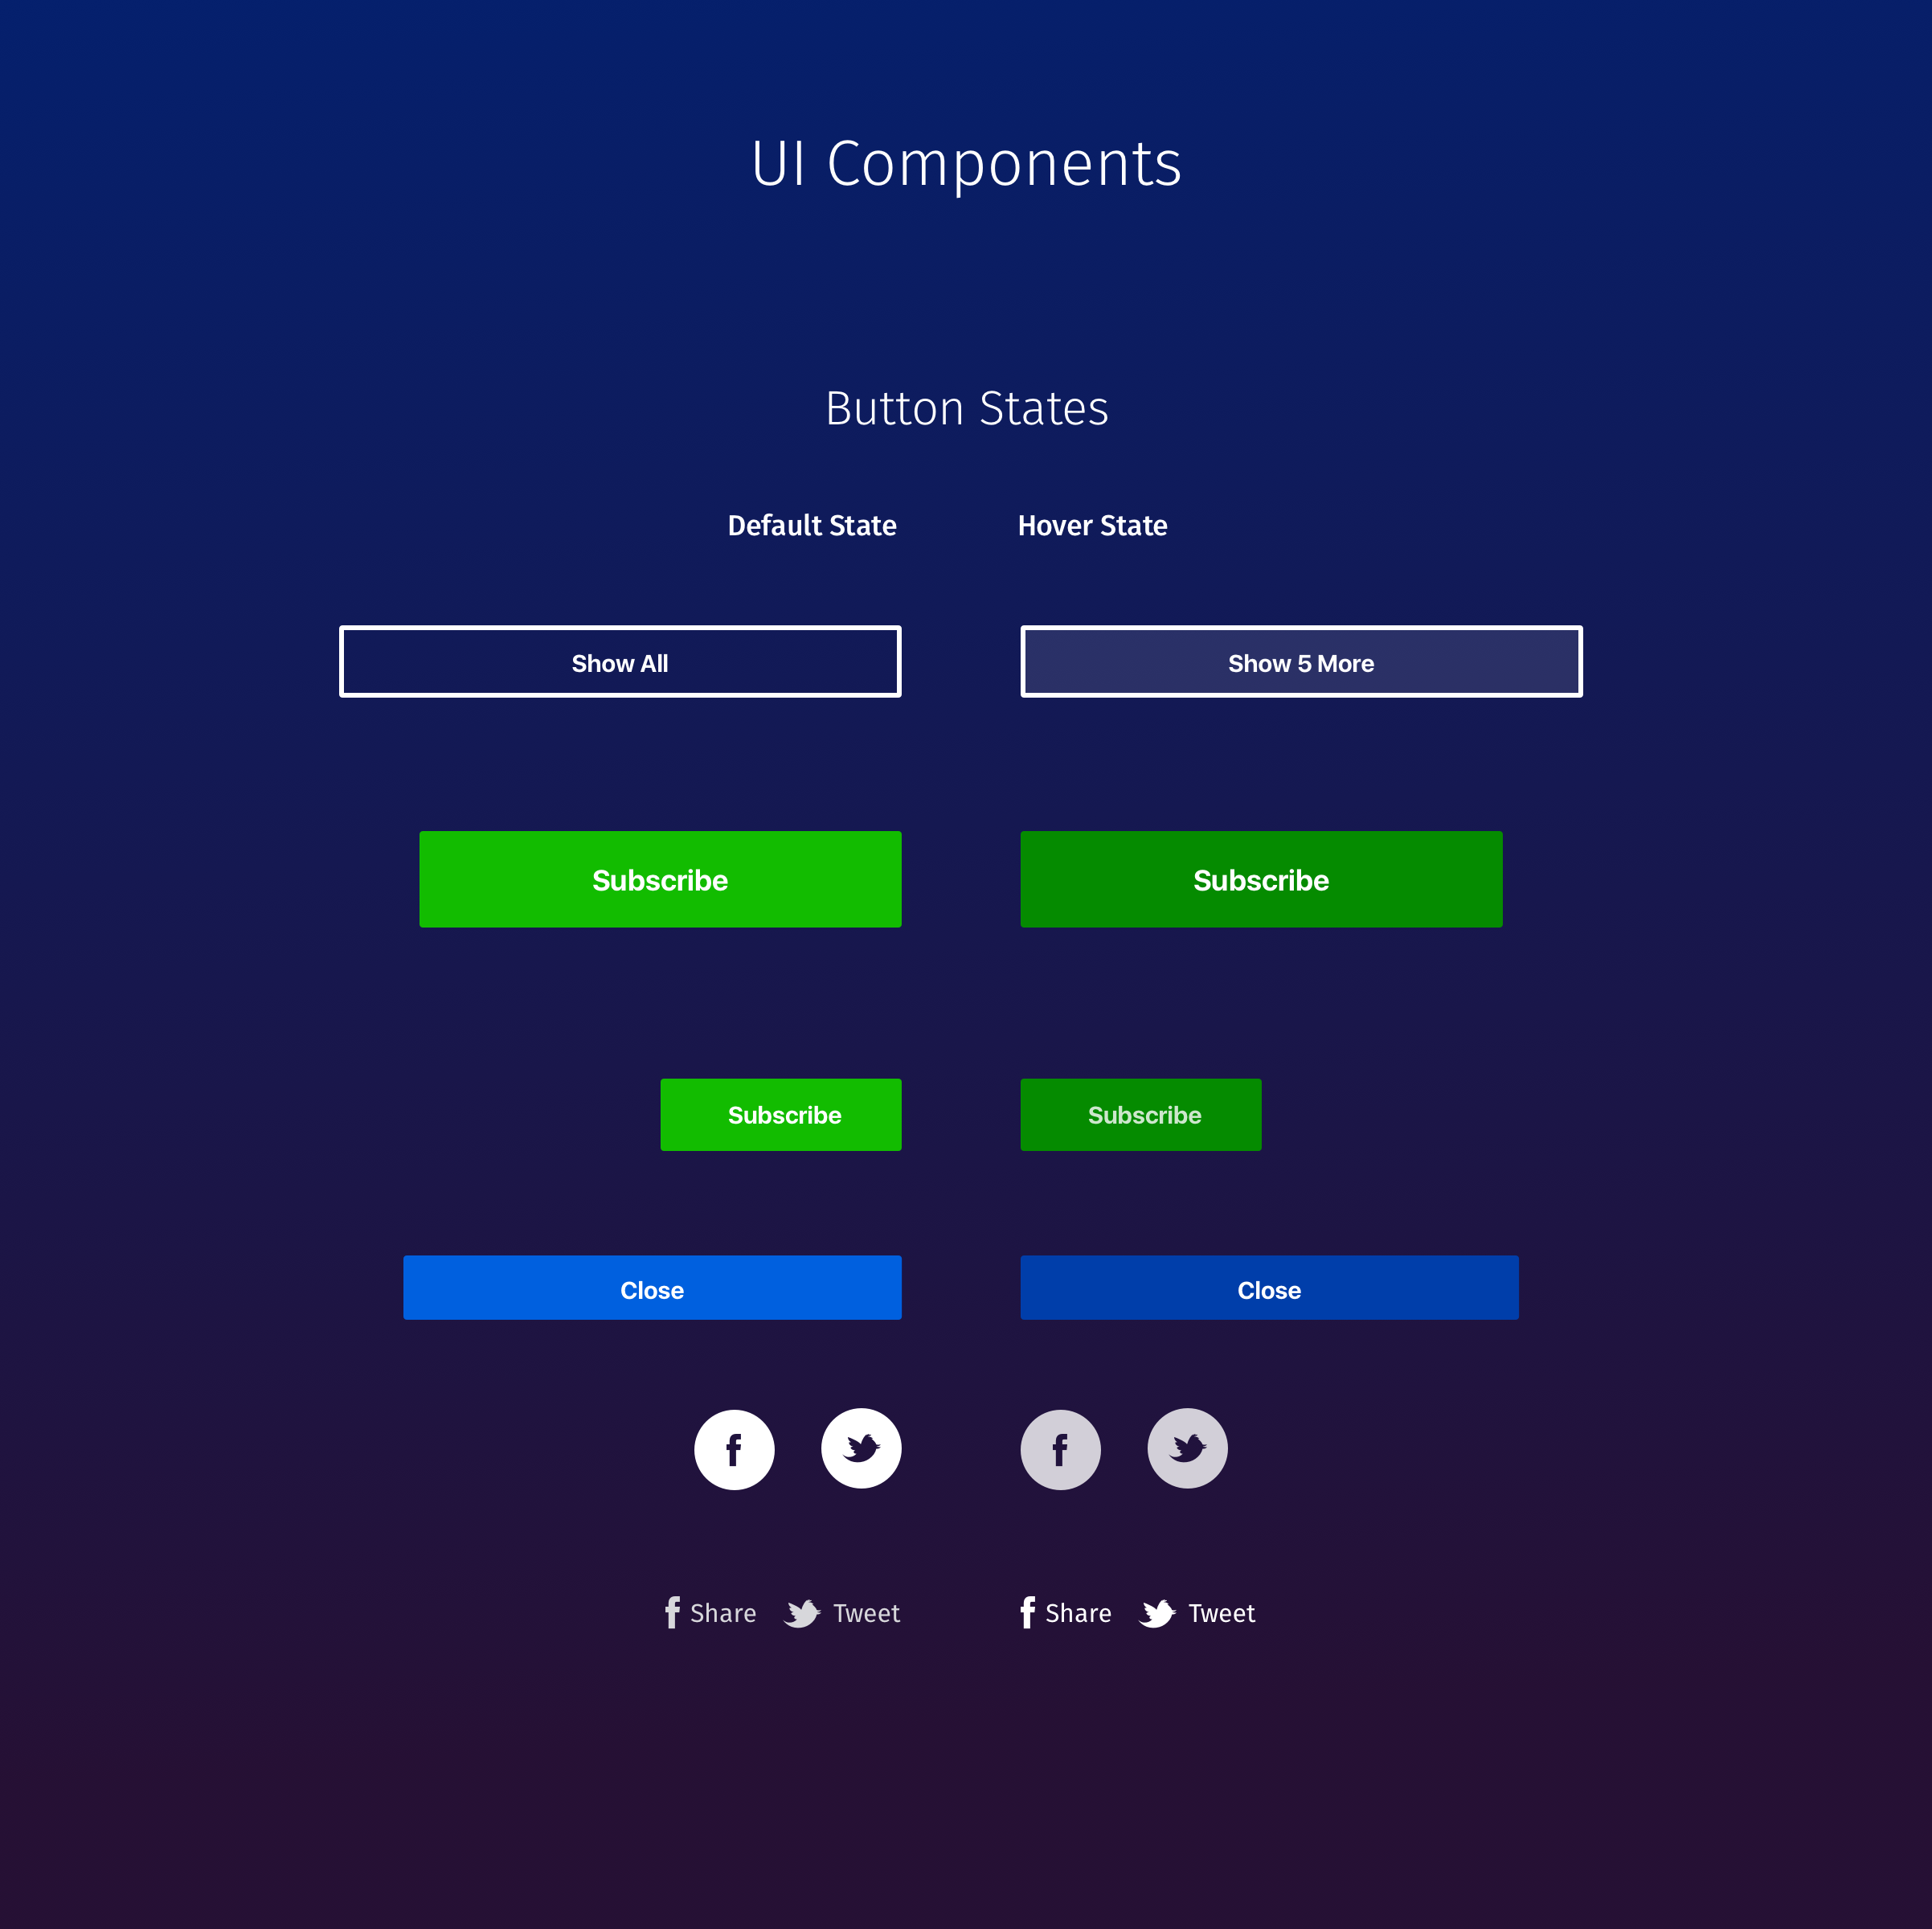 UI Components
Button States
Default State Hover State
Show All Show 5 More
Subscribe Subscribe
Subscribe Subscribe
Close Close
Share Tweet Share Tweet